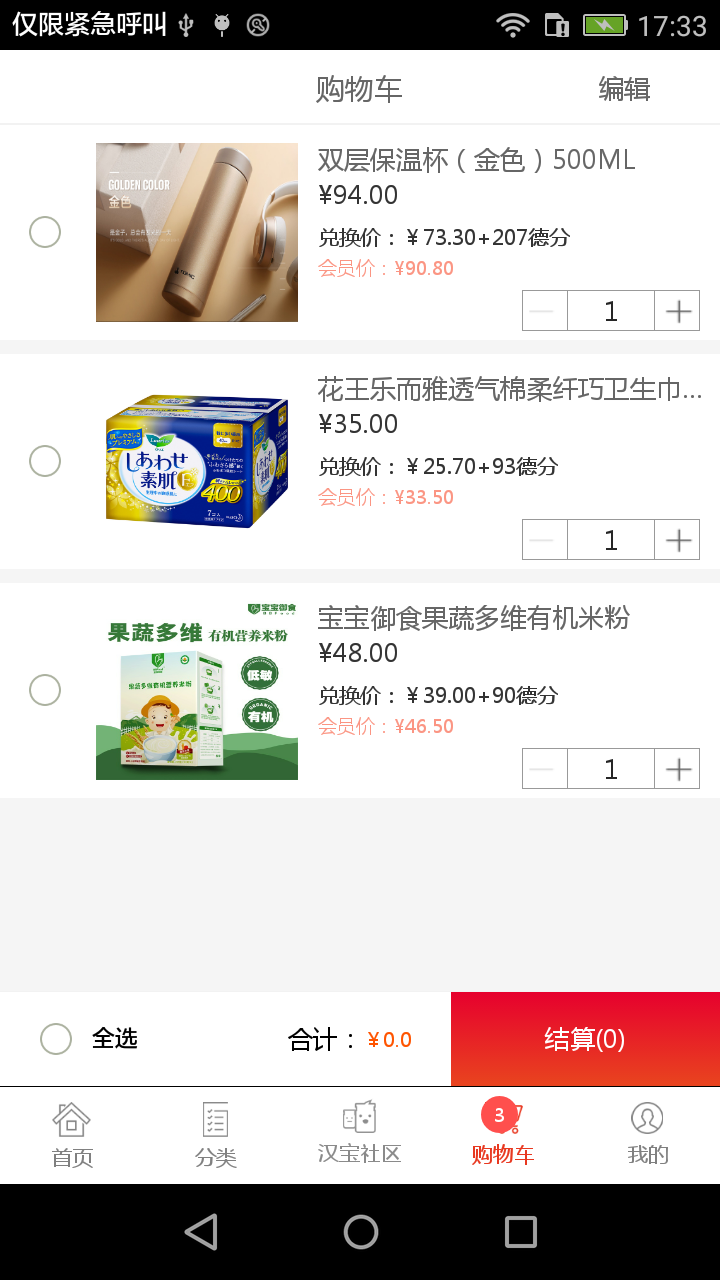 仅限紧急呼叫 17:33
购物车 编辑
GOLDEN COLOR
金色
双层保温杯（金色）500ML
¥94.00
兑换价：￥73.30+207德分
会员价：¥90.80
1
花王乐而雅透气棉柔纤巧卫生巾...
¥35.00
兑换价：￥25.70+93德分
会员价：¥33.50
しあわせ
素肌
400
1
宝宝御食
果蔬多维 有机营养米粉
低敏
有机
宝宝御食果蔬多维有机米粉
¥48.00
兑换价：￥39.00+90德分
会员价：¥46.50
1
全选 合计：￥0.0 结算(0)
3
首页 分类 汉宝社区 购物车 我的